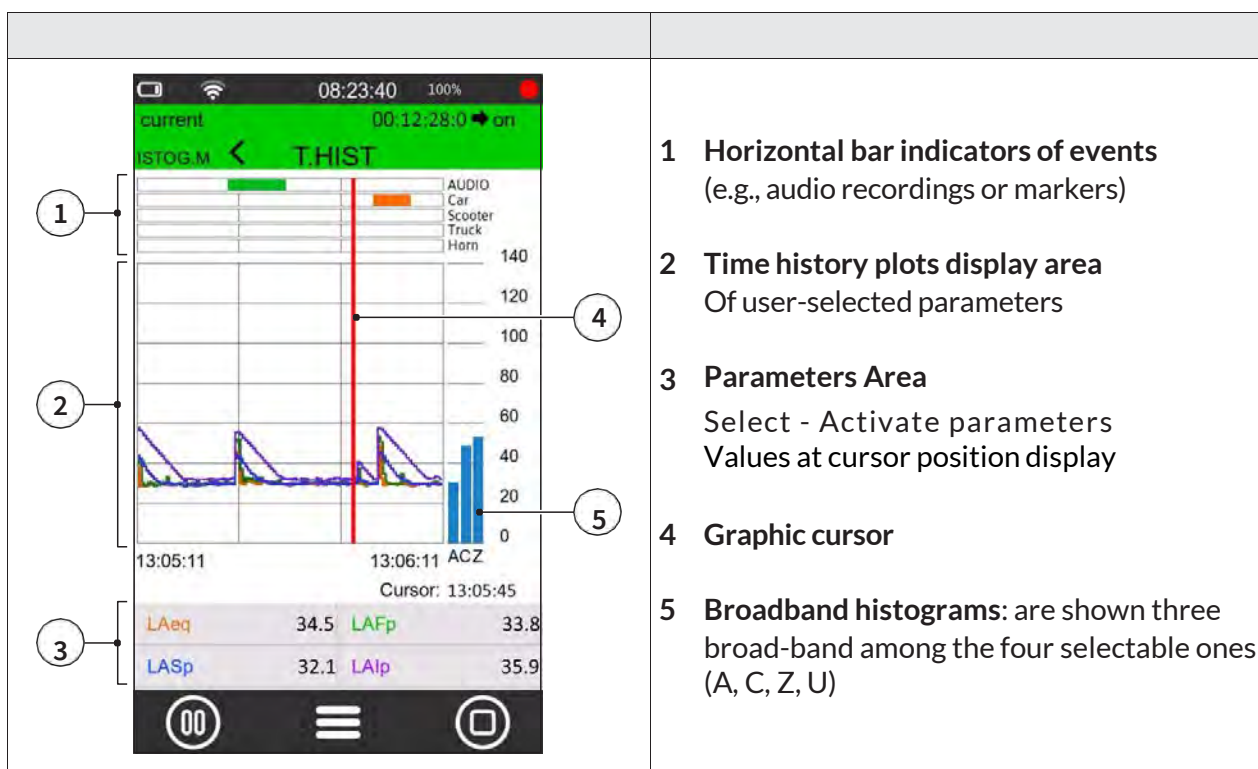 08:23:40 100%
current 00:12:28:0 on
ISTOG.M T.HIST
AUDIO
Car
Scooter
Truck
Horn
140
120
100
80
60
40
20
0
13:05:11 13:06:11 ACZ
Cursor: 13:05:45
LAeq 34.5 LAFp 33.8
LASp 32.1 LAIp 35.9
1
2
3
4
5
1 Horizontal bar indicators of events
(e.g., audio recordings or markers)
2 Time history plots display area
Of user-selected parameters
3 Parameters Area
Select - Activate parameters
Values at cursor position display
4 Graphic cursor
5 Broadband histograms: are shown three
broad-band among the four selectable ones
(A, C, Z, U)